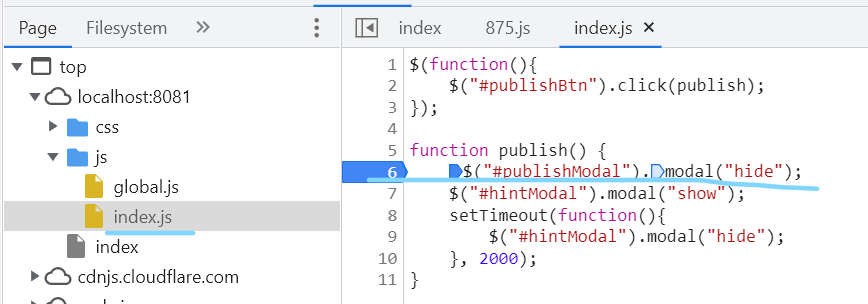 Page Filesystem »
top
localhost:8081
css
js
global.js
index.js
index
cdnjs.cloudflare.com
index 875.js index.js ×
1 $(function(){
2 $("#publishBtn").click(publish);
3 });
4
5 function publish() {
6 $("#publishModal").modal("hide");
7 $("#hintModal").modal("show");
8 setTimeout(function(){
9 $("#hintModal").modal("hide");
10 }, 2000);
11 }